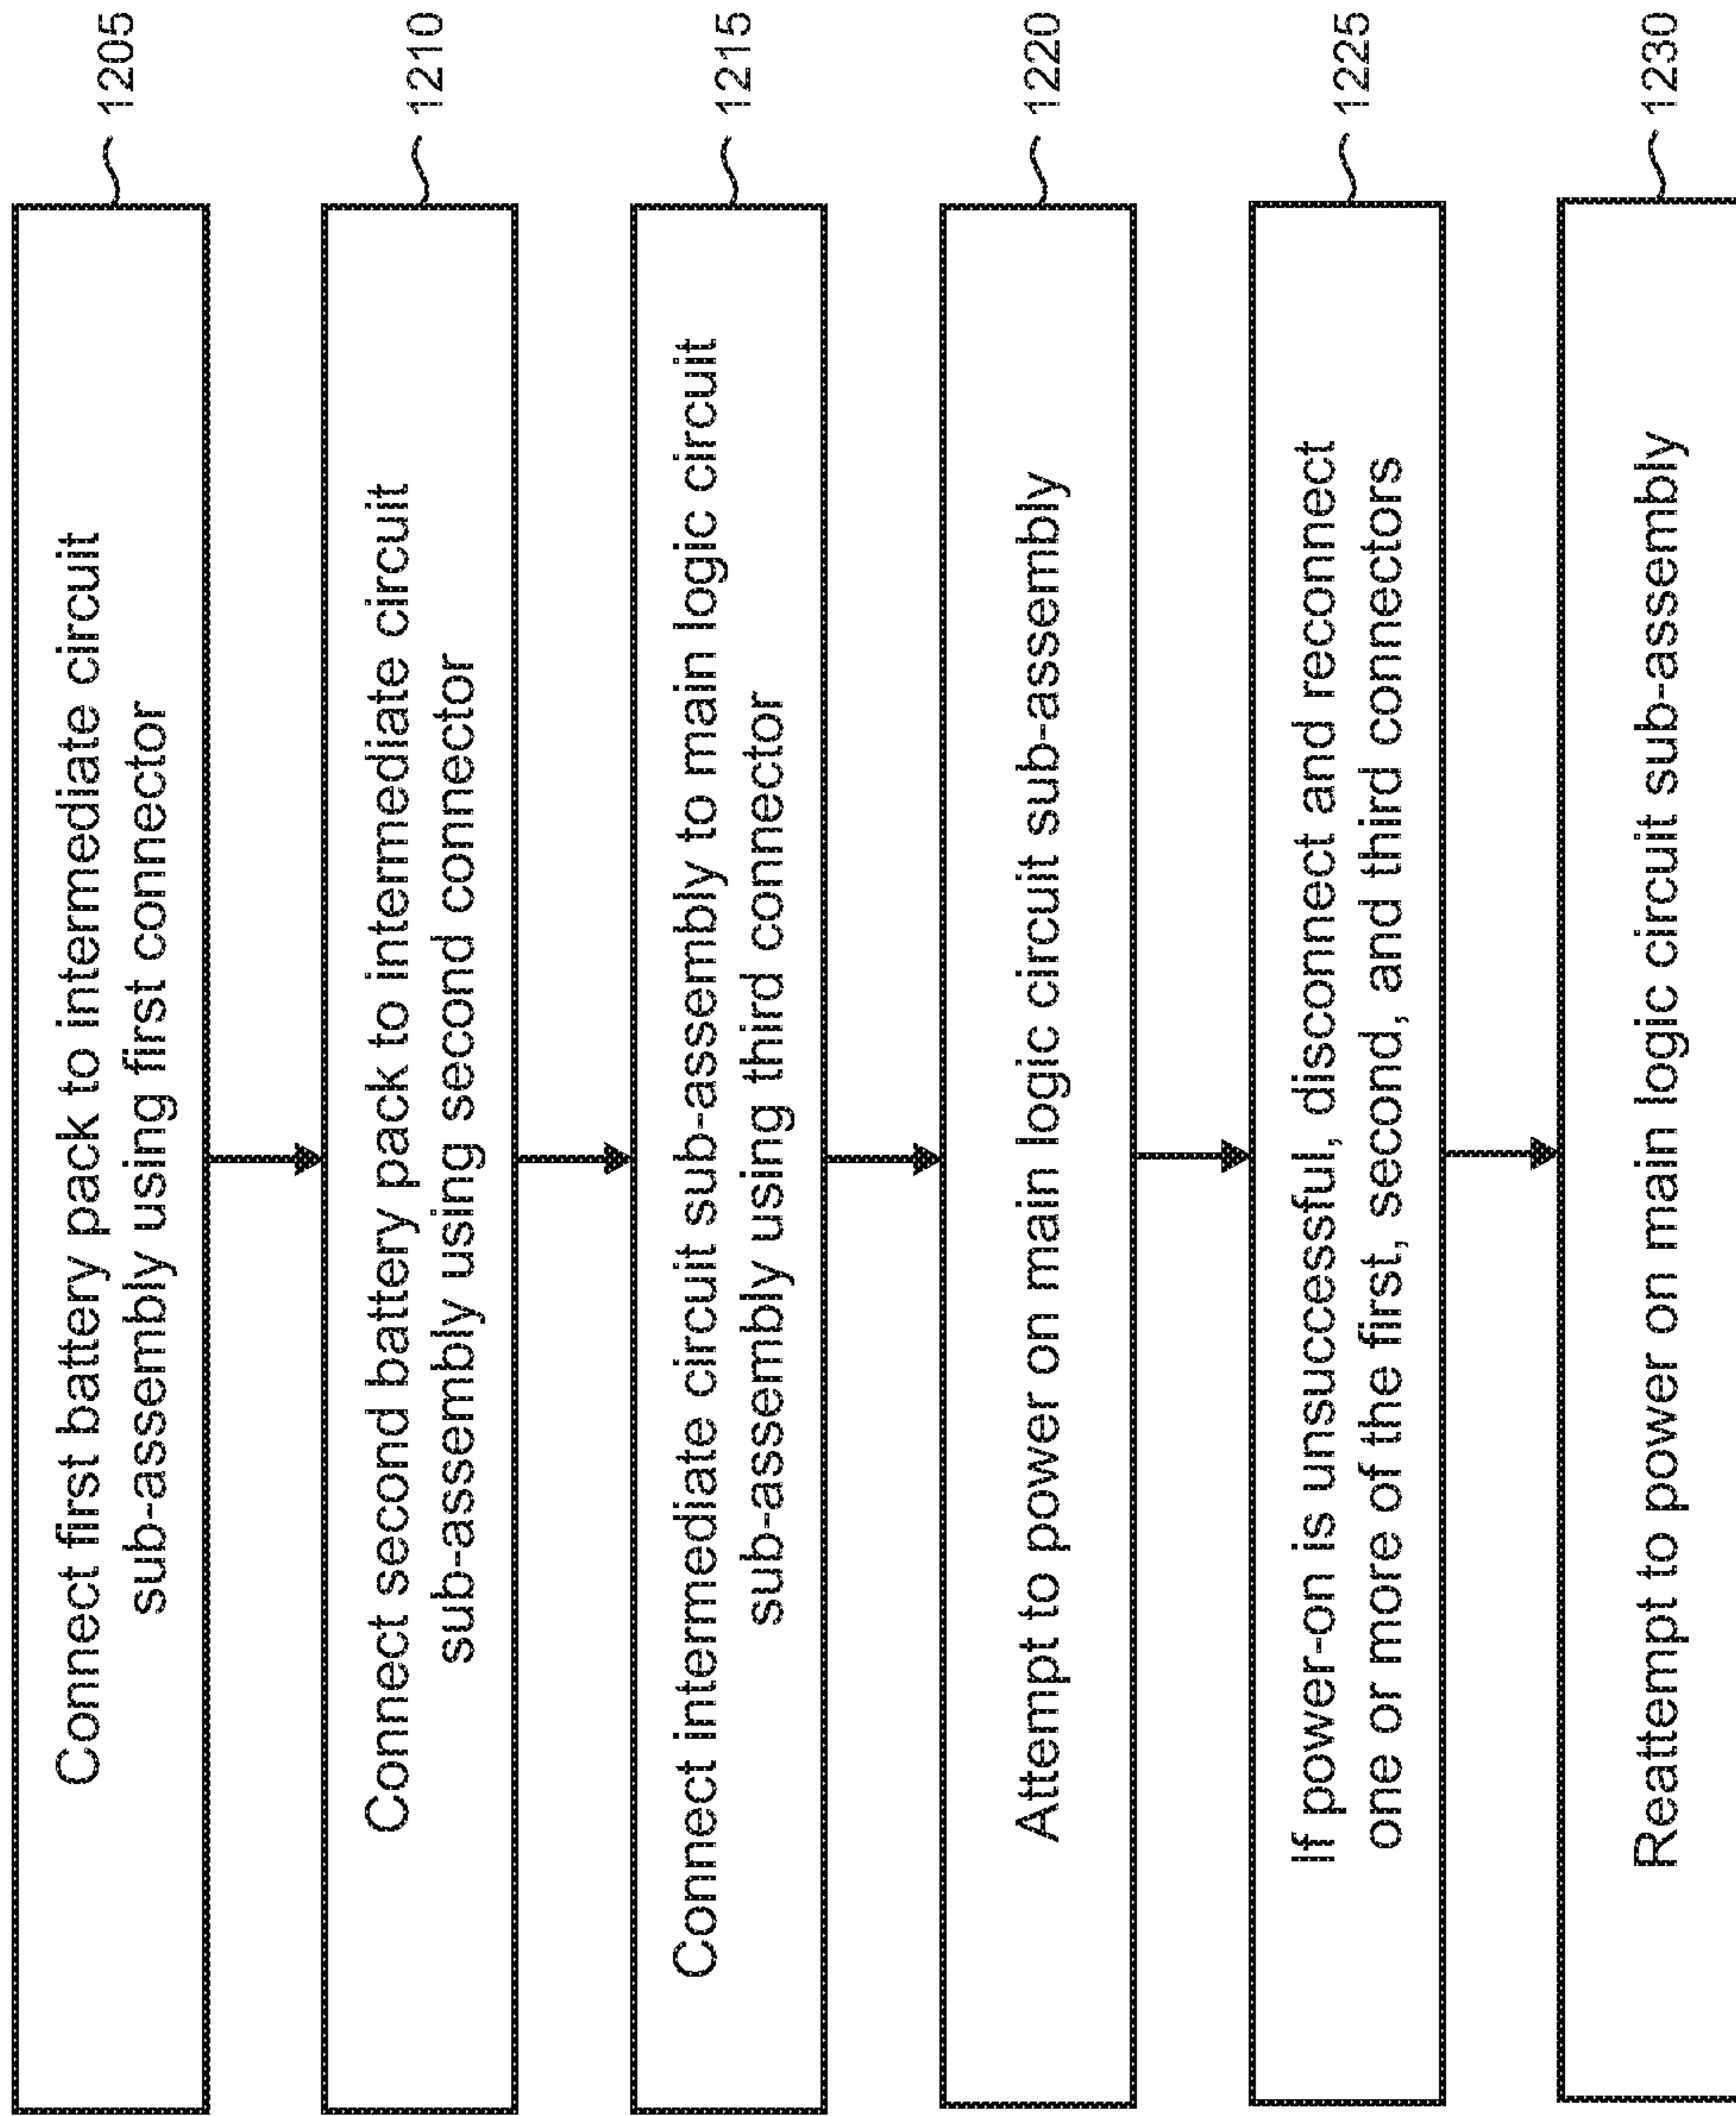 Connect first battery pack to intermediate circuit
sub-assembly using first connector
1205
Connect second battery pack to intermediate circuit
sub-assembly using second connector
1210
Connect intermediate circuit sub-assembly to main logic circuit
sub-assembly using third connector
1215
Attempt to power on main logic circuit sub-assembly
1220
If power-on is unsuccessful, disconnect and reconnect
one or more of the first, second, and third connectors
1225
Reattempt to power on main logic circuit sub-assembly
1230